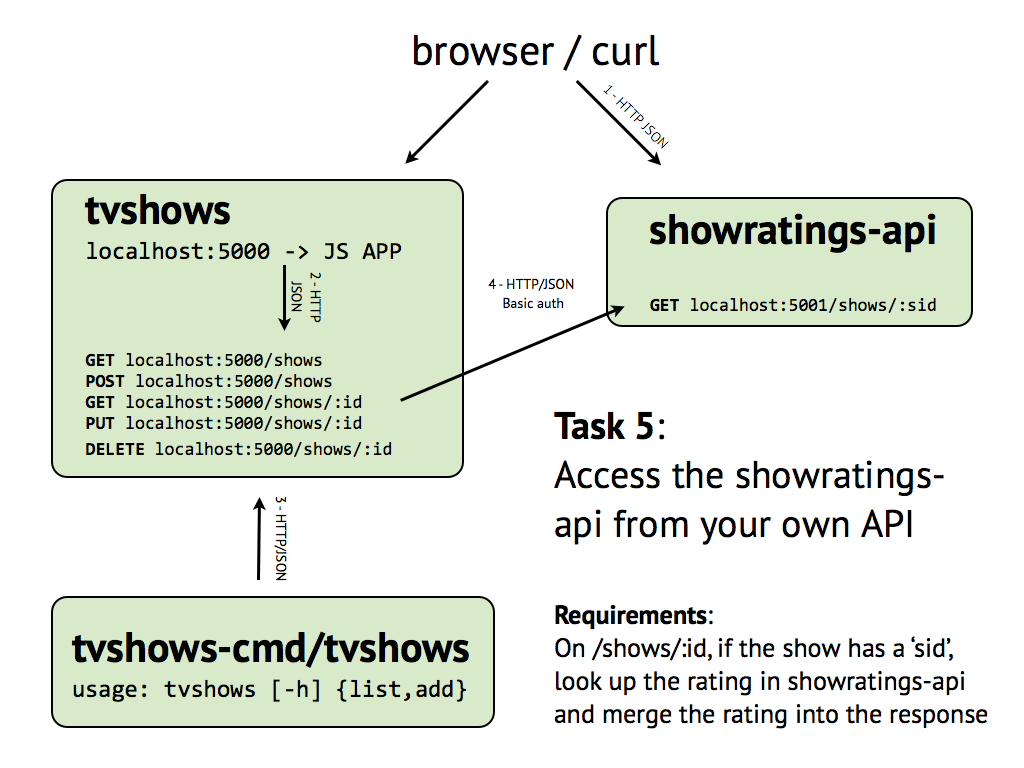 browser / curl
1 - HTTP JSON
tvshows
localhost:5000 -> JS APP
2 - HTTP
JSON
GET localhost:5000/shows
POST localhost:5000/shows
GET localhost:5000/shows/:id
PUT localhost:5000/shows/:id
DELETE localhost:5000/shows/:id
showratings-api
GET localhost:5001/shows/:sid
4 - HTTP/JSON
Basic auth
3 - HTTP/JSON
tvshows-cmd/tvshows
usage: tvshows [-h] {list,add}
Task 5:
Access the showratings-
api from your own API
Requirements:
On /shows/:id, if the show has a ‘sid’,
look up the rating in showratings-api
and merge the rating into the response